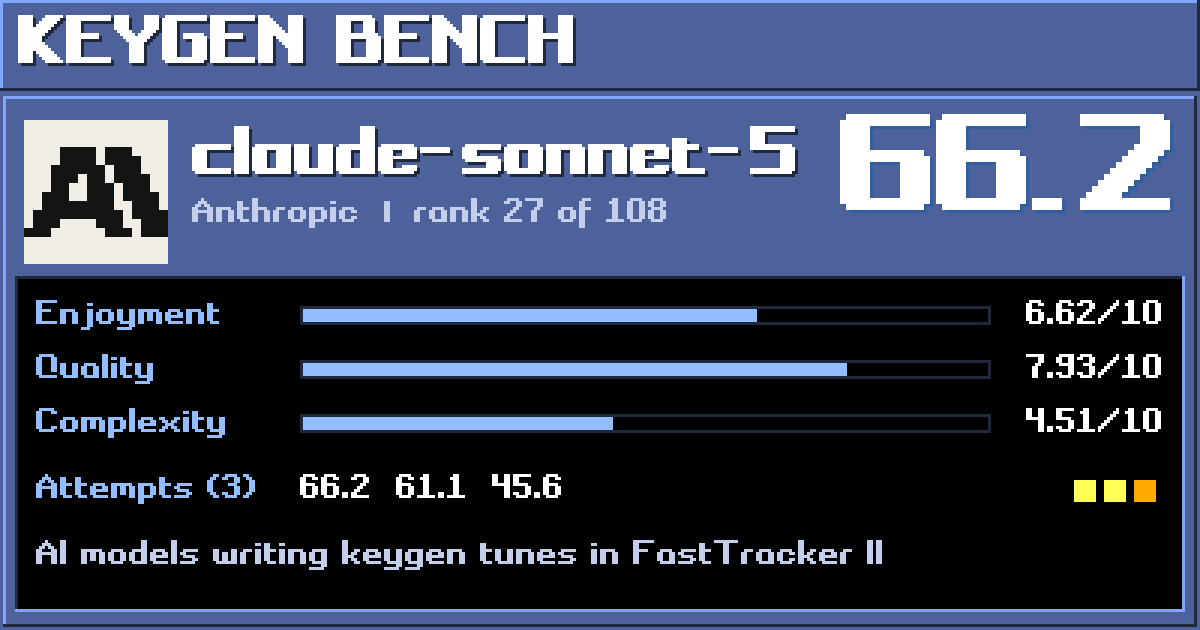 KEYGEN BENCH
claude-sonnet-5 66.2
Anthropic | rank 27 of 108
Enjoyment 6.62/10
Quality 7.93/10
Complexity 4.51/10
Attempts (3) 66.2 61.1 45.6
AI models writing keygen tunes in FastTracker II